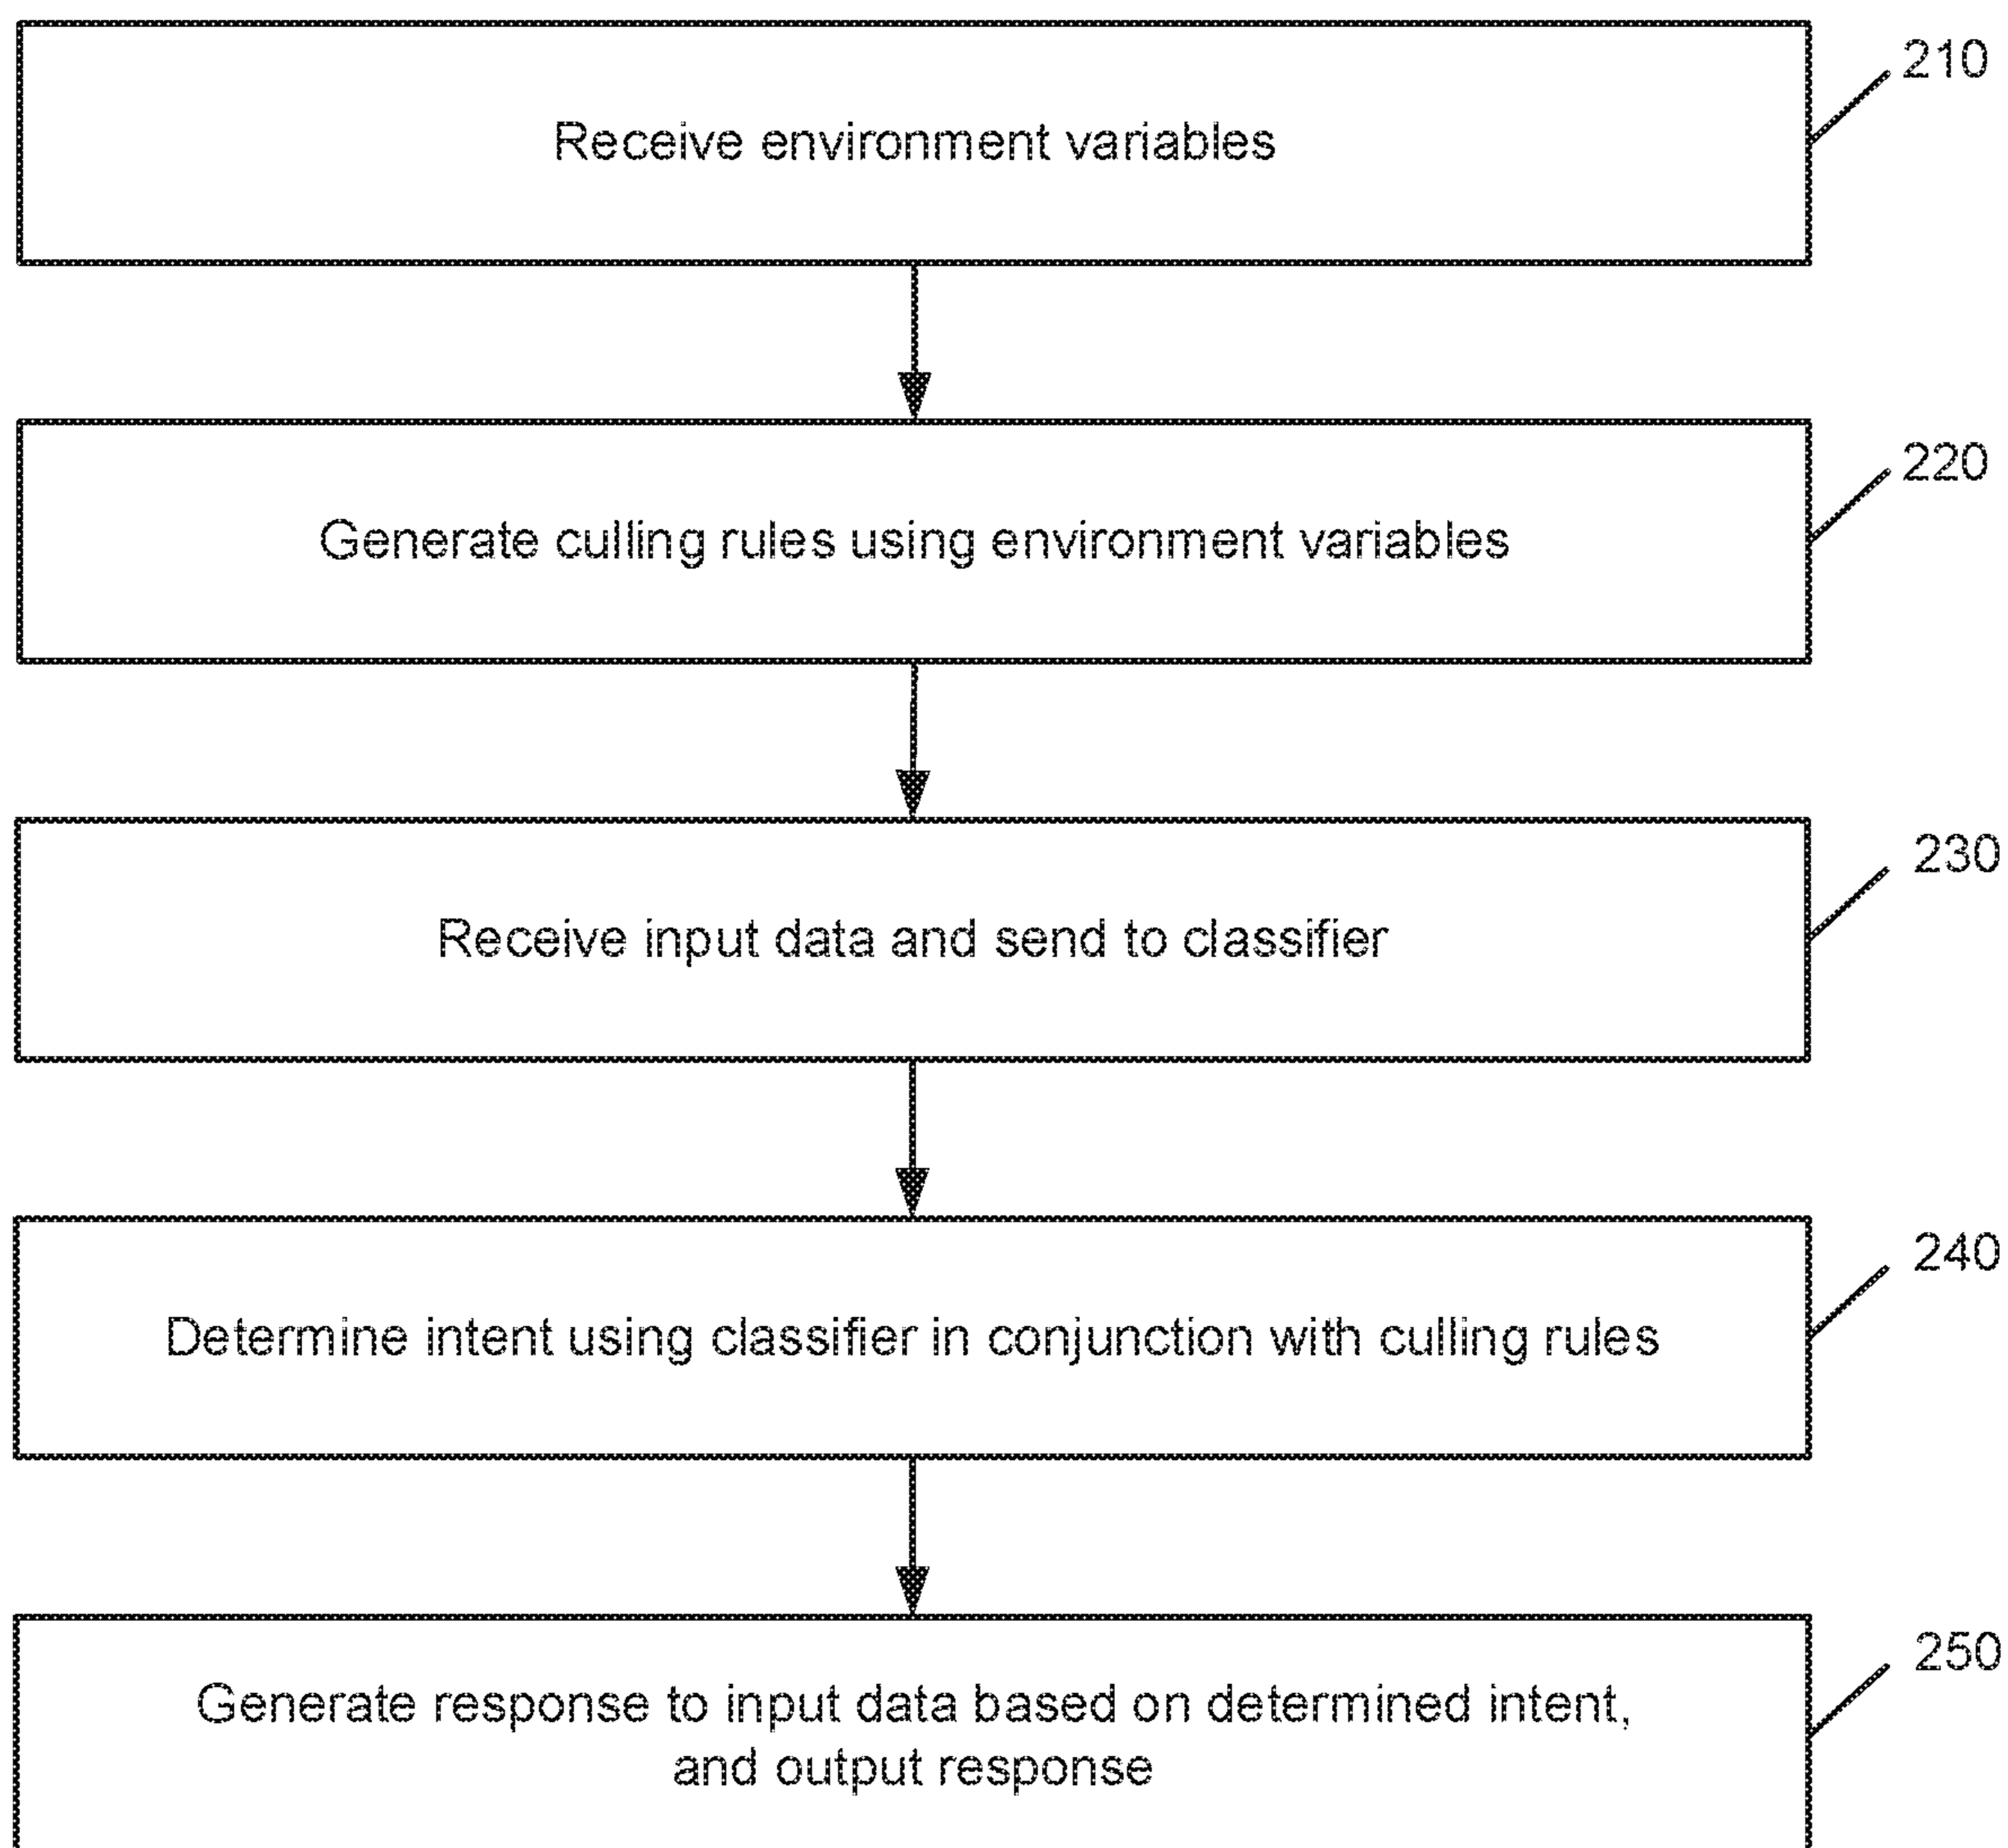 210
Receive environment variables
220
Generate culling rules using environment variables
230
Receive input data and send to classifier
240
Determine intent using classifier in conjunction with culling rules
250
Generate response to input data based on determined intent,
and output response